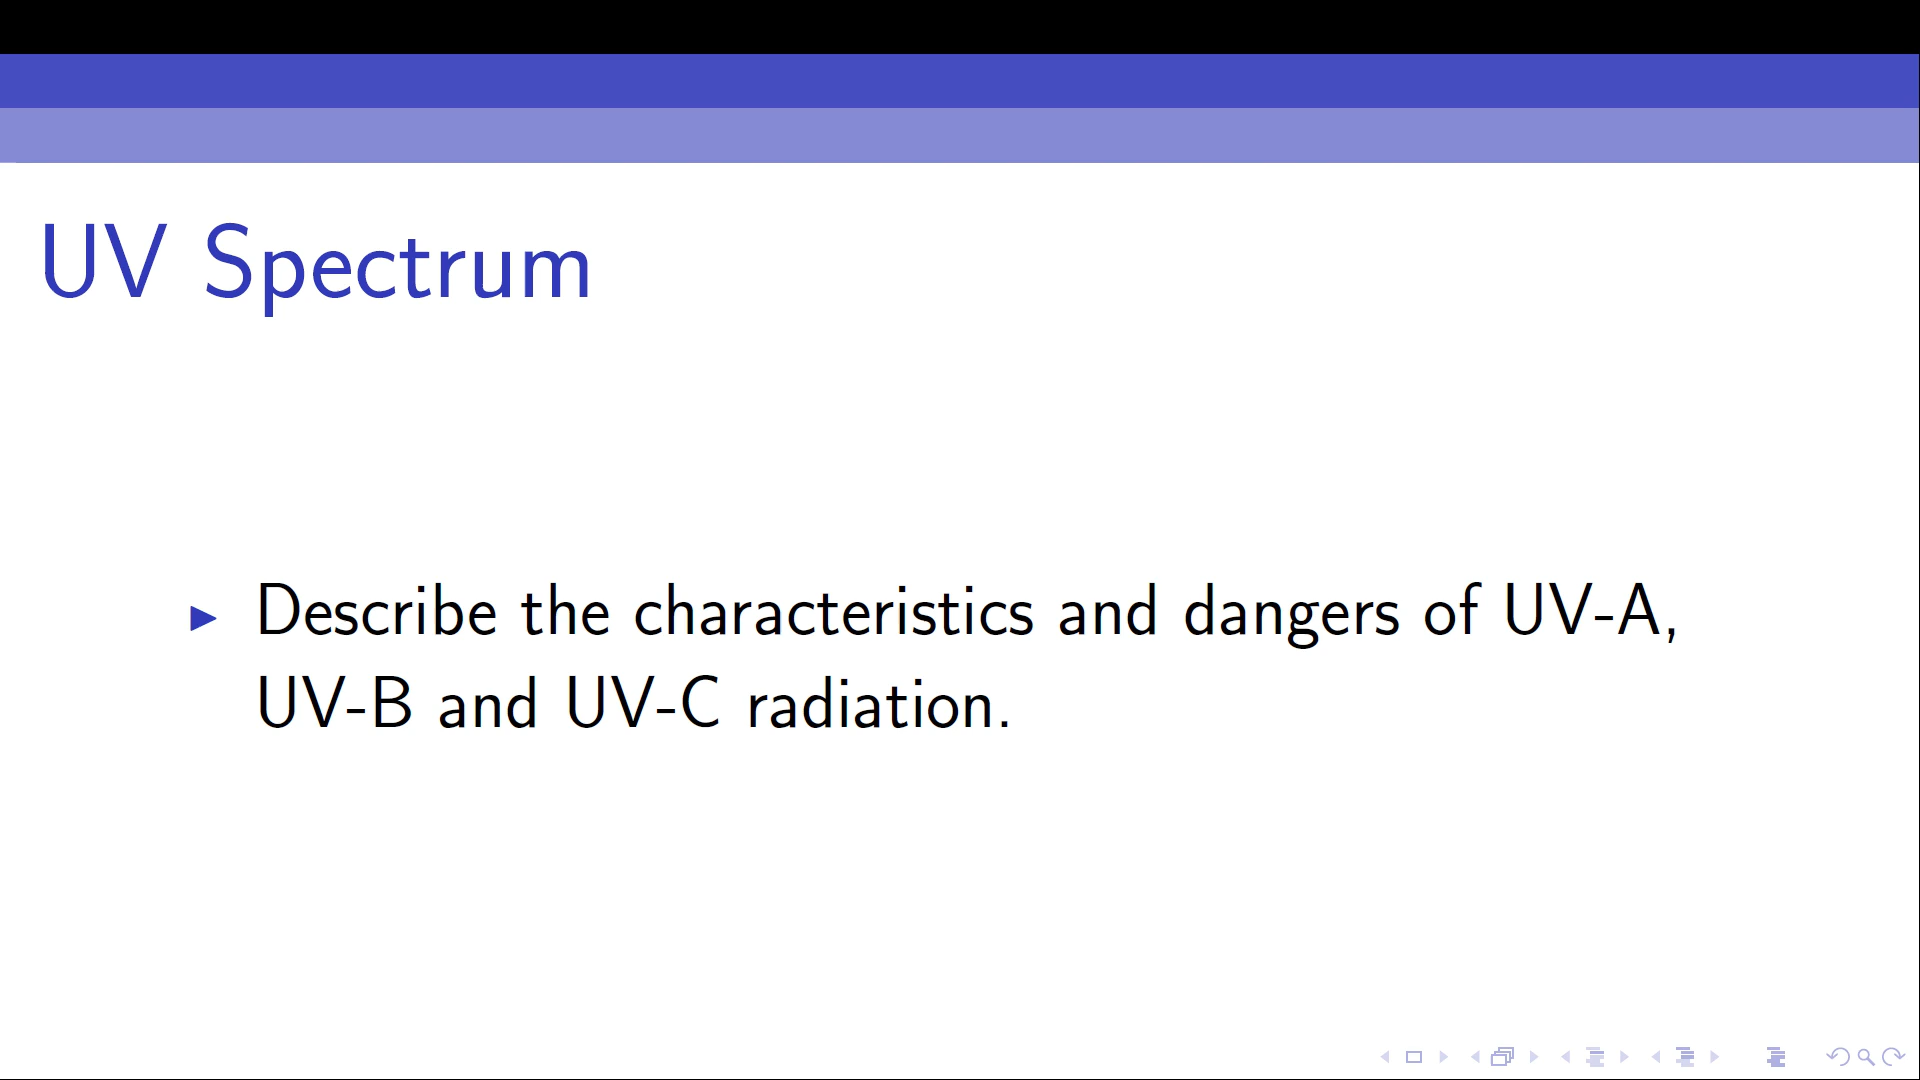 UV Spectrum
Describe the characteristics and dangers of UV-A,
UV-B and UV-C radiation.